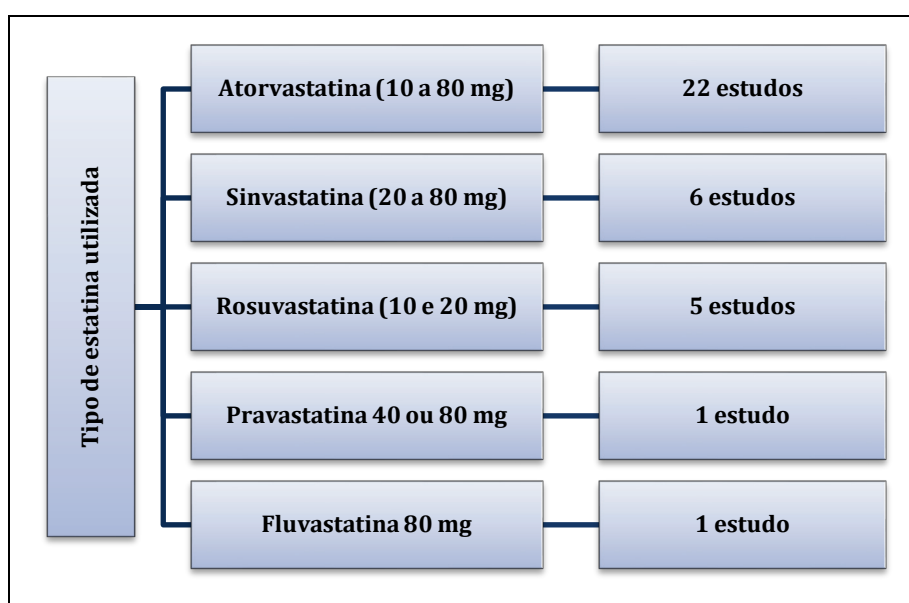 Tipo de estatina utilizada
Atorvastatina (10 a 80 mg)
22 estudos
Sinvastatina (20 a 80 mg)
6 estudos
Rosuvastatina (10 e 20 mg)
5 estudos
Pravastatina 40 ou 80 mg
1 estudo
Fluvastatina 80 mg
1 estudo